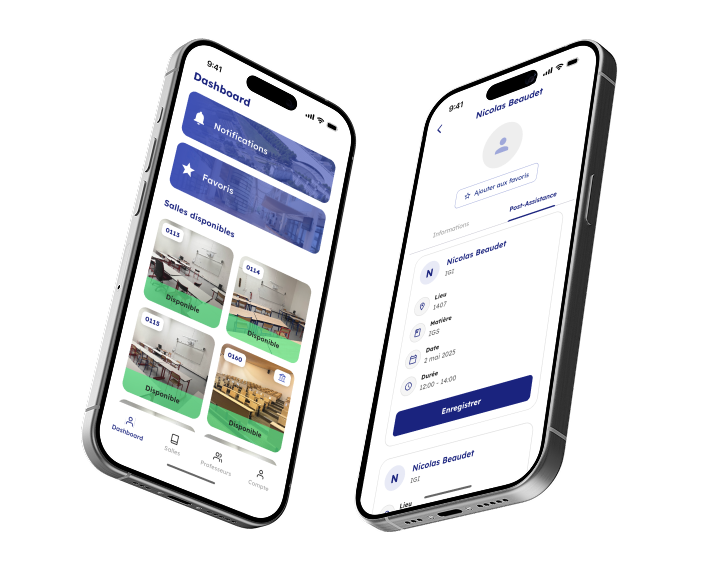 9:41
Dashboard
Notifications
Favoris
Salles disponibles
0113
Disponible
0114
Disponible
0115
Disponible
0160
Disponible
Dashboard
Salles
Professeurs
Compte
9:41
Nicolas Beaudet
Ajouter aux favoris
Informations
Post-Assistance
N
Nicolas Beaudet
IGI
Lieu
1407
Matière
IGS
Date
2 mai 2025
Durée
12:00 - 14:00
Enregistrer
N
Nicolas Beaudet
IGI
Lieu